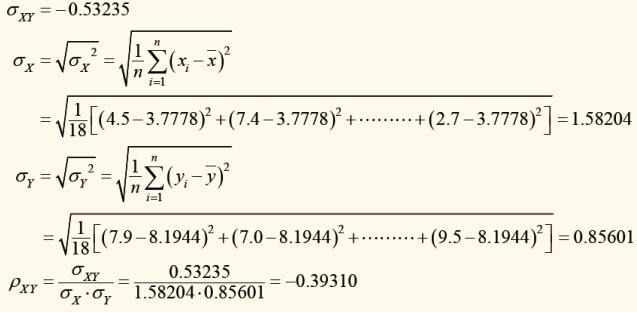 σ_XY = −0.53235
σ_X = √(σ_X²) = √(1/n ∑_{i=1}^{n} (x_i − x̄)²)
= √(1/18 [(4.5−3.7778)² + (7.4−3.7778)² + ········· + (2.7−3.7778)²]) = 1.58204
σ_Y = √(σ_Y²) = √(1/n ∑_{i=1}^{n} (y_i − ȳ)²)
= √(1/18 [(7.9−8.1944)² + (7.0−8.1944)² + ········· + (9.5−8.1944)²]) = 0.85601
ρ_XY = σ_XY / (σ_X · σ_Y) = 0.53235 / (1.58204 · 0.85601) = −0.39310